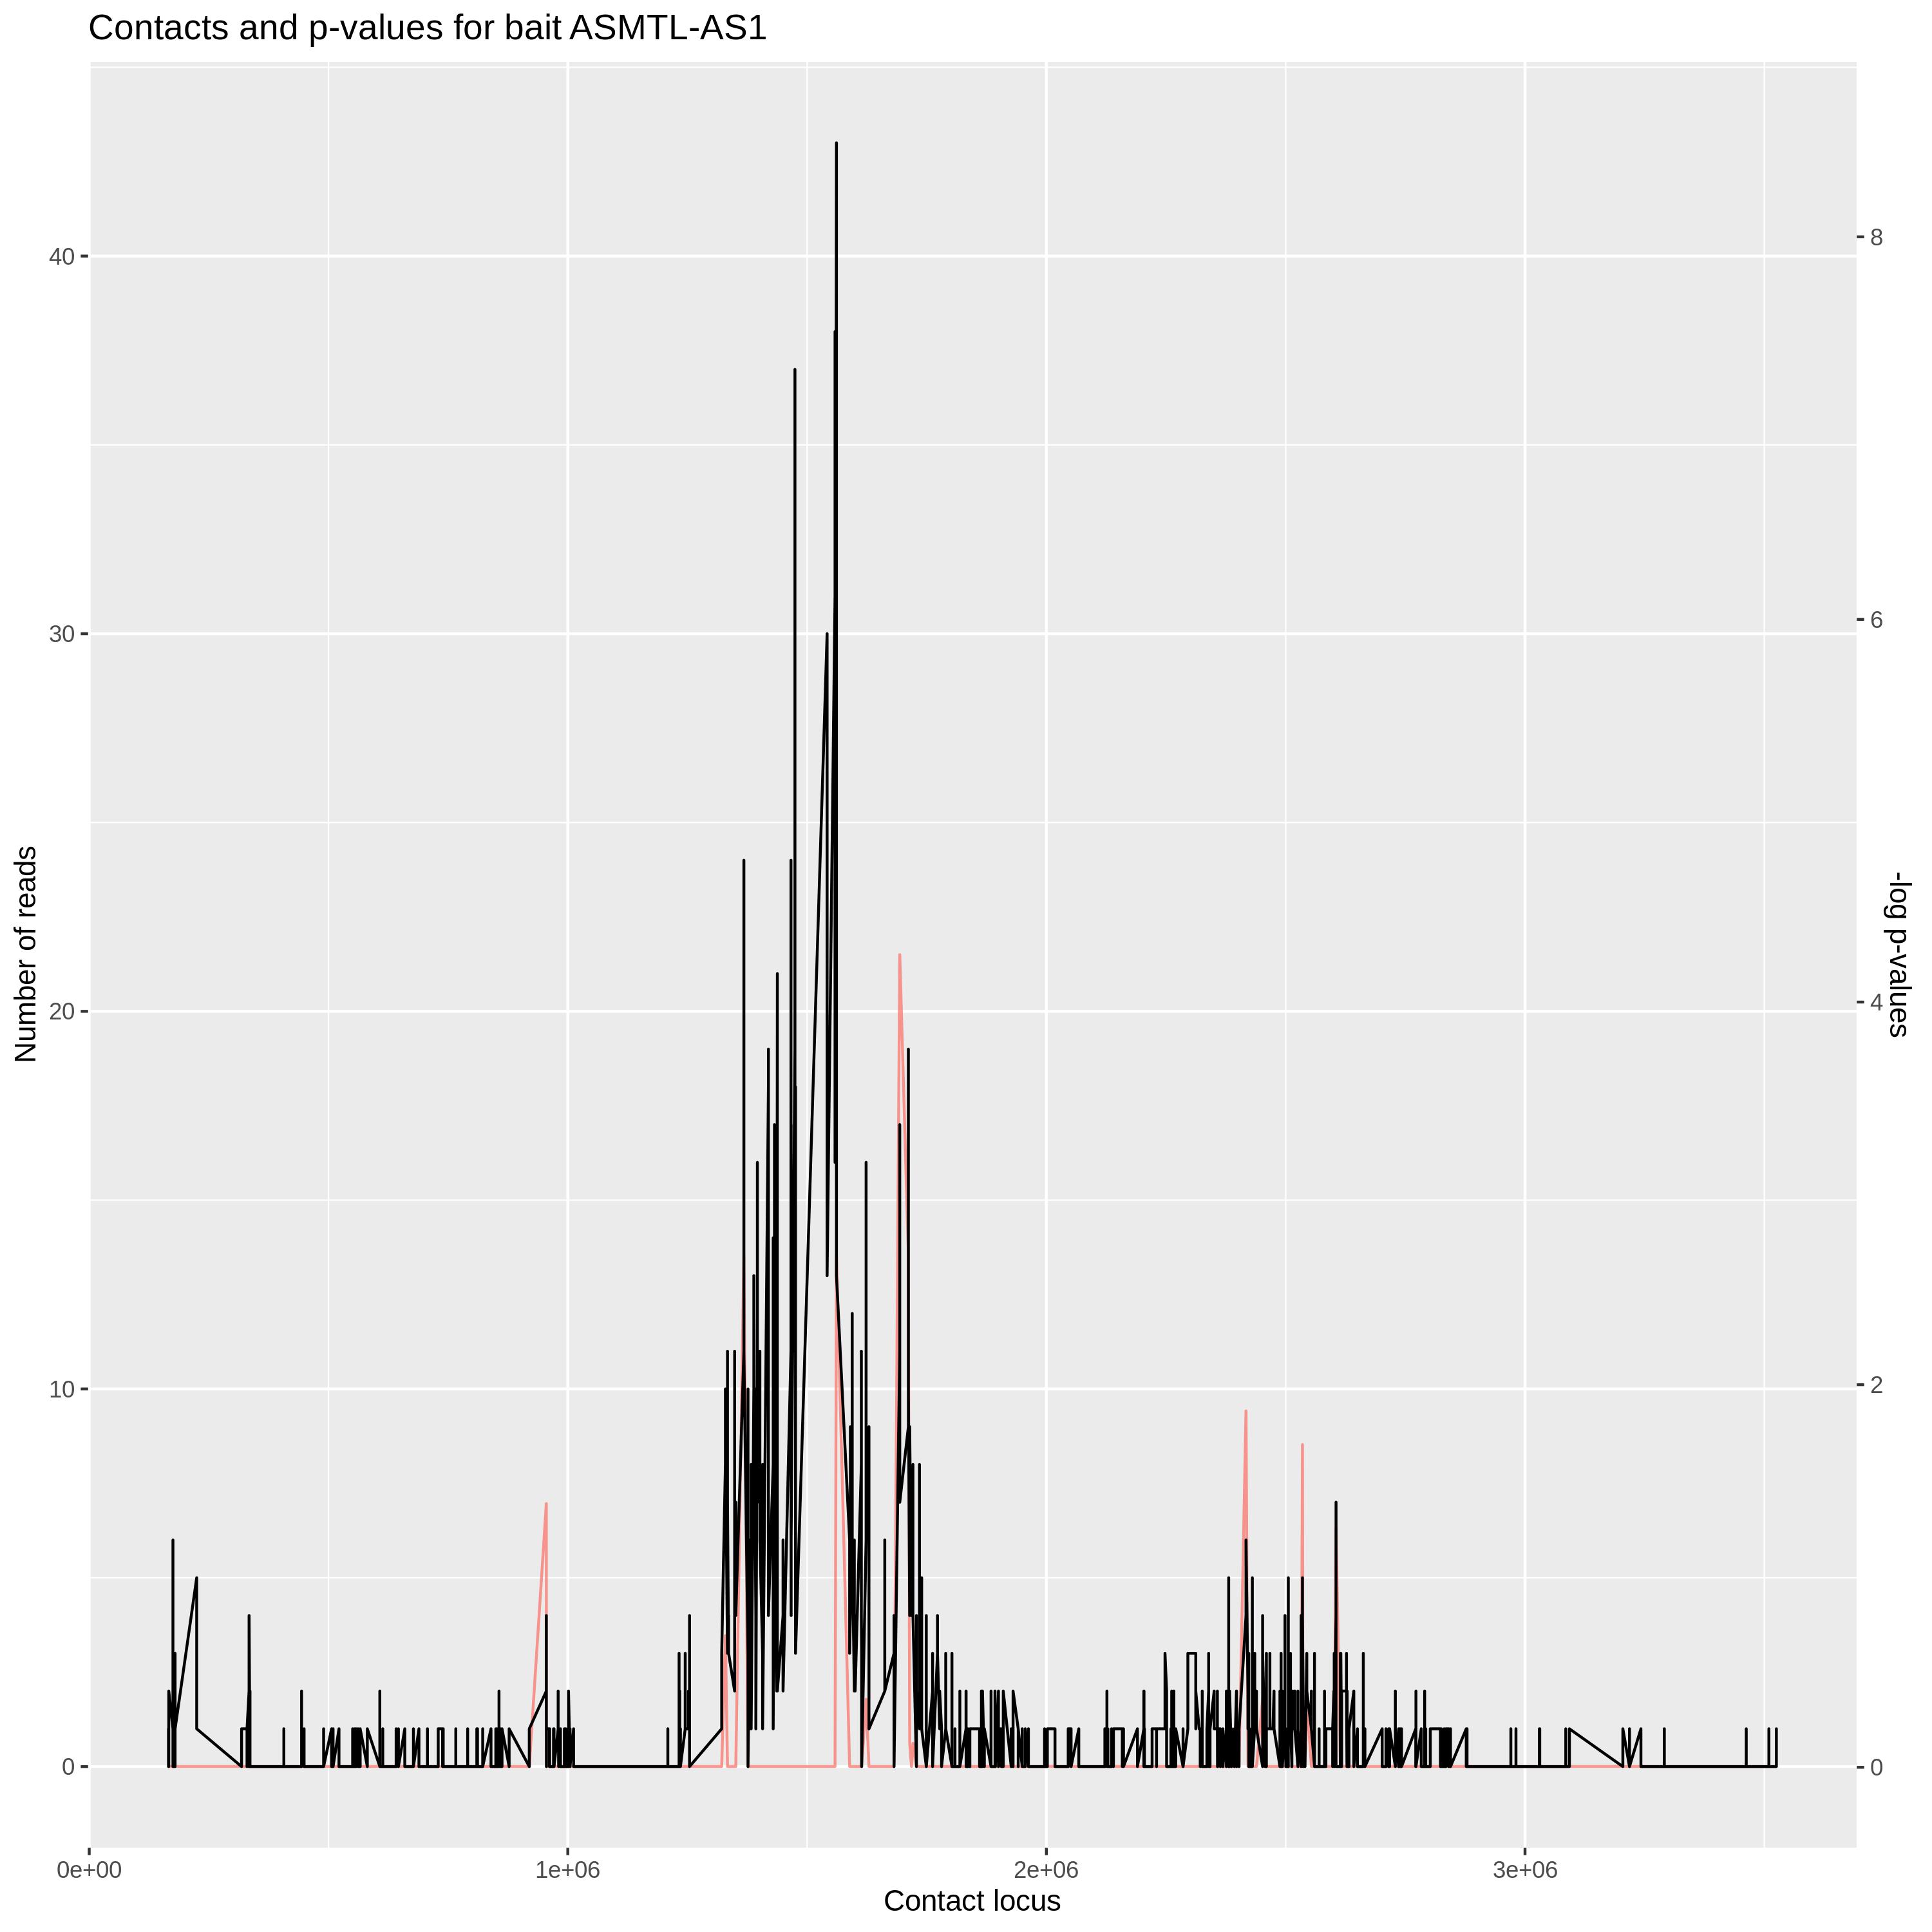 Contacts and p-values for bait ASMTL-AS1
Number of reads
40
30
20
10
0
8
6
4
2
0
-log p-values
0e+00 1e+06 2e+06 3e+06
Contact locus